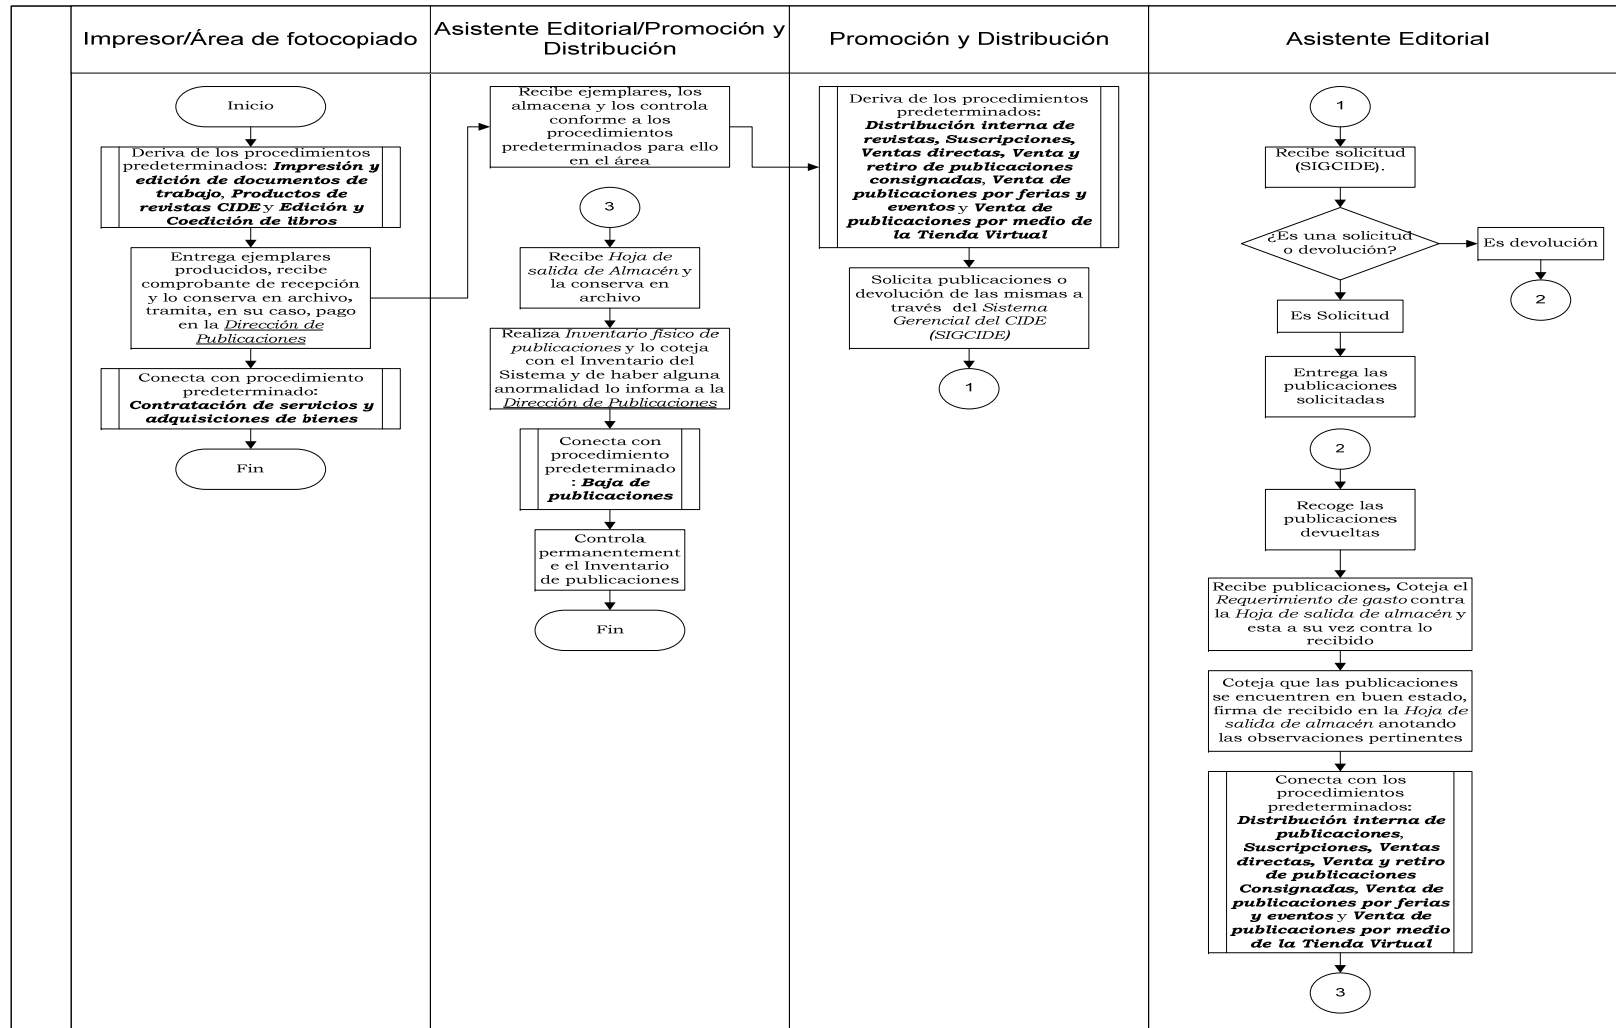 Impresor/Área de fotocopiado
Inicio
Deriva de los procedimientos
predeterminados: Impresión y
edición de documentos de
trabajo, Productos de
revistas CIDE y Edición y
Coedición de libros
Entrega ejemplares
producidos, recibe
comprobante de recepción
y lo conserva en archivo,
tramita, en su caso, pago
en la Dirección de
Publicaciones
Conecta con procedimiento
predeterminado:
Contratación de servicios y
adquisiciones de bienes
Fin
Asistente Editorial/Promoción y
Distribución
Recibe ejemplares, los
almacena y los controla
conforme a los
procedimientos
predeterminados para ello
en el área
3
Recibe Hoja de
salida de Almacén y
la conserva en
archivo
Realiza Inventario físico de
publicaciones y lo coteja
con el Inventario del
Sistema y de haber alguna
anormalidad lo informa a la
Dirección de Publicaciones
Conecta con
procedimiento
predeterminado
: Baja de
publicaciones
Controla
permanentement
e el Inventario
de publicaciones
Fin
Promoción y Distribución
Deriva de los procedimientos
predeterminados:
Distribución interna de
revistas, Suscripciones,
Ventas directas, Venta y
retiro de publicaciones
consignadas, Venta de
publicaciones por ferias y
eventos y Venta de
publicaciones por medio de
la Tienda Virtual
Solicita publicaciones o
devolución de las mismas a
través del Sistema
Gerencial del CIDE
(SIGCIDE)
1
Asistente Editorial
1
Recibe solicitud
(SIGCIDE).
¿Es una solicitud
o devolución?
Es devolución
2
Es Solicitud
Entrega las
publicaciones
solicitadas
2
Recoge las
publicaciones
devueltas
Recibe publicaciones, Coteja el
Requerimiento de gasto contra
la Hoja de salida de almacén y
esta a su vez contra lo
recibido
Coteja que las publicaciones
se encuentren en buen estado,
firma de recibido en la Hoja de
salida de almacén anotando
las observaciones pertinentes
Conecta con los
procedimientos
predeterminados:
Distribución interna de
publicaciones,
Suscripciones, Ventas
directas, Venta y retiro
de publicaciones
Consignadas, Venta de
publicaciones por ferias
y eventos y Venta de
publicaciones por medio
de la Tienda Virtual
3